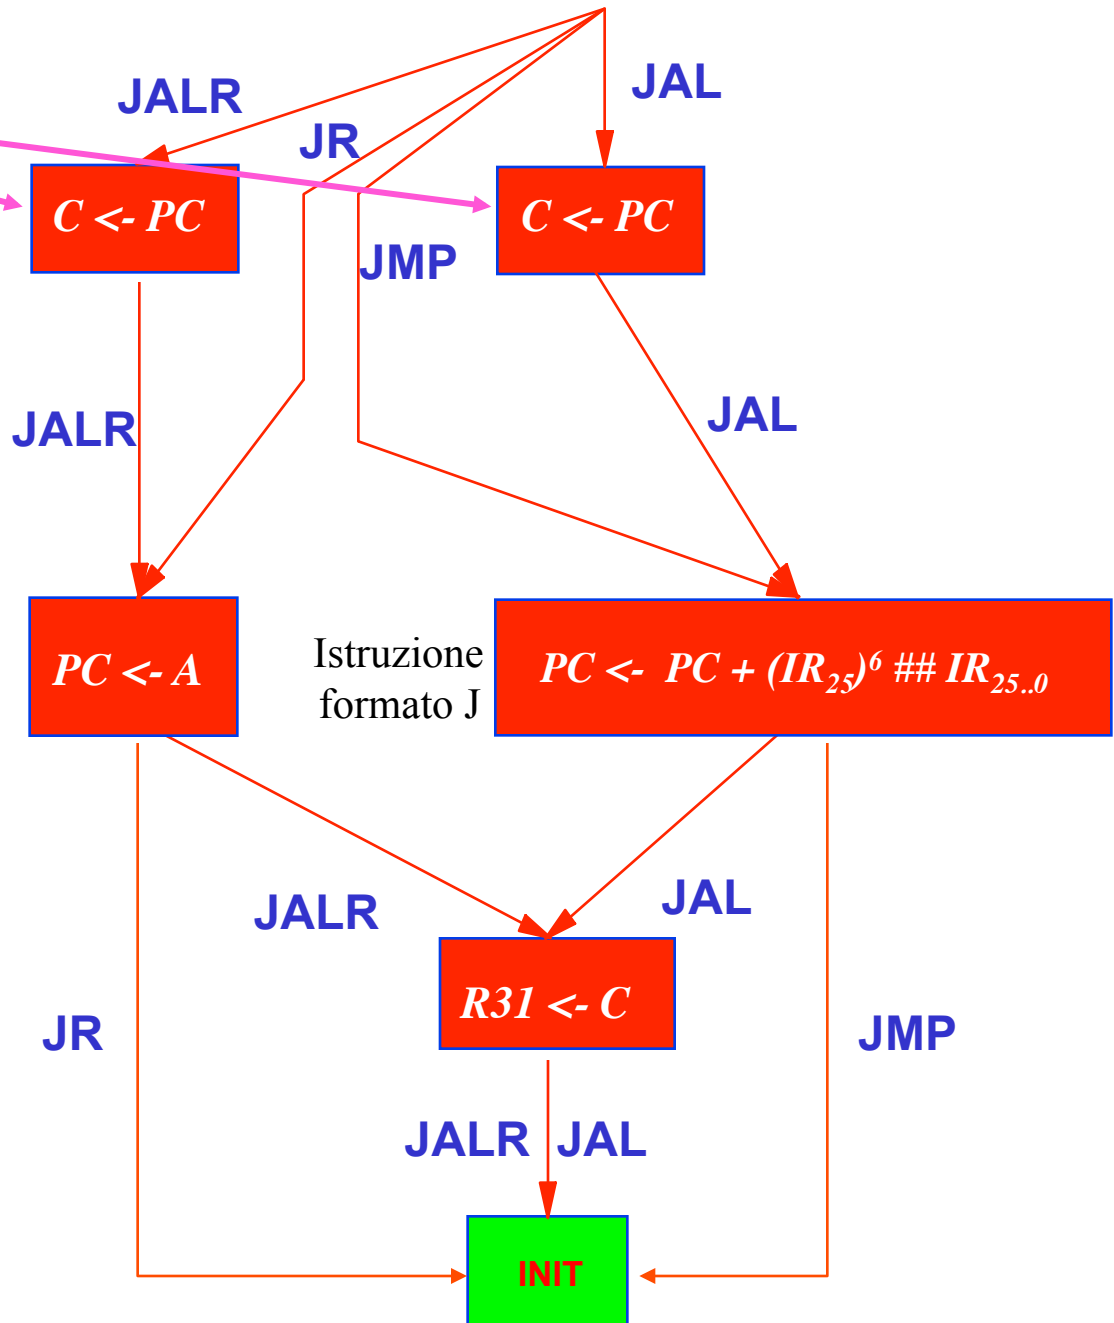 JAL
JALR
JR
C <- PC
C <- PC
JMP
JALR
JAL
PC <- A
Istruzione
formato J
PC <- PC + (IR₂₅)⁶ ## IR₂₅..₀
JALR
JAL
R31 <- C
JR
JMP
JALR
JAL
INIT